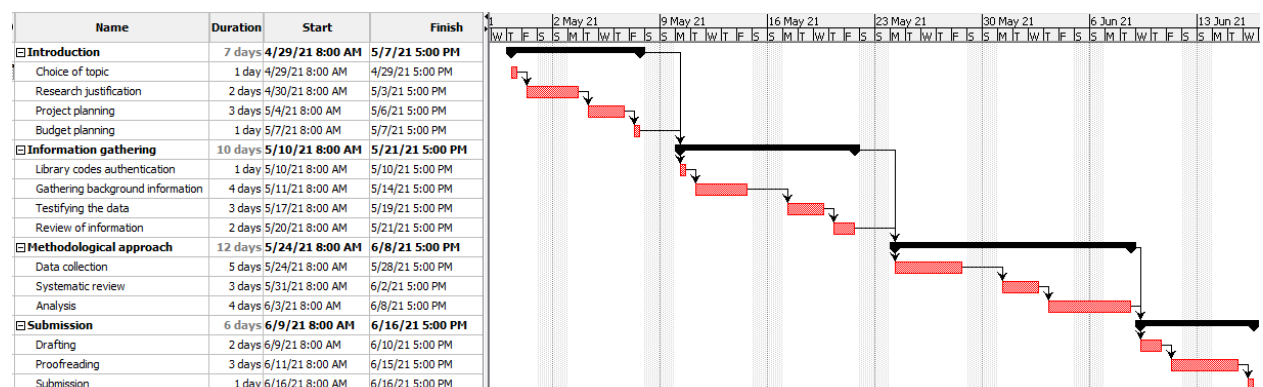 Name Duration Start Finish
1 2 May 21 9 May 21 16 May 21 23 May 21 30 May 21 6 Jun 21 13 Jun 21
W T F S S M T W T F S S M T W T F S S M T W T F S S M T W T F S S M T W T F S S M T W T F S S M T W
Introduction 7 days 4/29/21 8:00 AM 5/7/21 5:00 PM
Choice of topic 1 day 4/29/21 8:00 AM 4/29/21 5:00 PM
Research justification 2 days 4/30/21 8:00 AM 5/3/21 5:00 PM
Project planning 3 days 5/4/21 8:00 AM 5/6/21 5:00 PM
Budget planning 1 day 5/7/21 8:00 AM 5/7/21 5:00 PM
Information gathering 10 days 5/10/21 8:00 AM 5/21/21 5:00 PM
Library codes authentication 1 day 5/10/21 8:00 AM 5/10/21 5:00 PM
Gathering background information 4 days 5/11/21 8:00 AM 5/14/21 5:00 PM
Testifying the data 3 days 5/17/21 8:00 AM 5/19/21 5:00 PM
Review of information 2 days 5/20/21 8:00 AM 5/21/21 5:00 PM
Methodological approach 12 days 5/24/21 8:00 AM 6/8/21 5:00 PM
Data collection 5 days 5/24/21 8:00 AM 5/28/21 5:00 PM
Systematic review 3 days 5/31/21 8:00 AM 6/2/21 5:00 PM
Analysis 4 days 6/3/21 8:00 AM 6/8/21 5:00 PM
Submission 6 days 6/9/21 8:00 AM 6/16/21 5:00 PM
Drafting 2 days 6/9/21 8:00 AM 6/10/21 5:00 PM
Proofreading 3 days 6/11/21 8:00 AM 6/15/21 5:00 PM
Submission 1 day 6/16/21 8:00 AM 6/16/21 5:00 PM